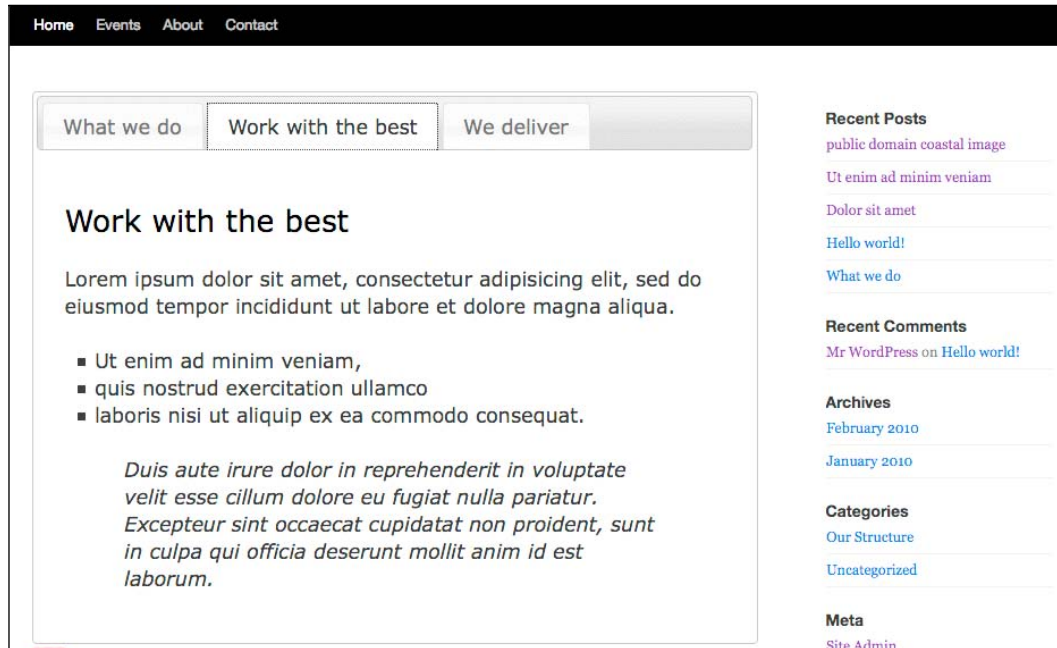 Home Events About Contact
What we do Work with the best We deliver
Work with the best
Lorem ipsum dolor sit amet, consectetur adipisicing elit, sed do
eiusmod tempor incididunt ut labore et dolore magna aliqua.
Ut enim ad minim veniam,
quis nostrud exercitation ullamco
laboris nisi ut aliquip ex ea commodo consequat.
Duis aute irure dolor in reprehenderit in voluptate
velit esse cillum dolore eu fugiat nulla pariatur.
Excepteur sint occaecat cupidatat non proident, sunt
in culpa qui officia deserunt mollit anim id est
laborum.
Recent Posts
public domain coastal image
Ut enim ad minim veniam
Dolor sit amet
Hello world!
What we do
Recent Comments
Mr WordPress on Hello world!
Archives
February 2010
January 2010
Categories
Our Structure
Uncategorized
Meta
Site Admin